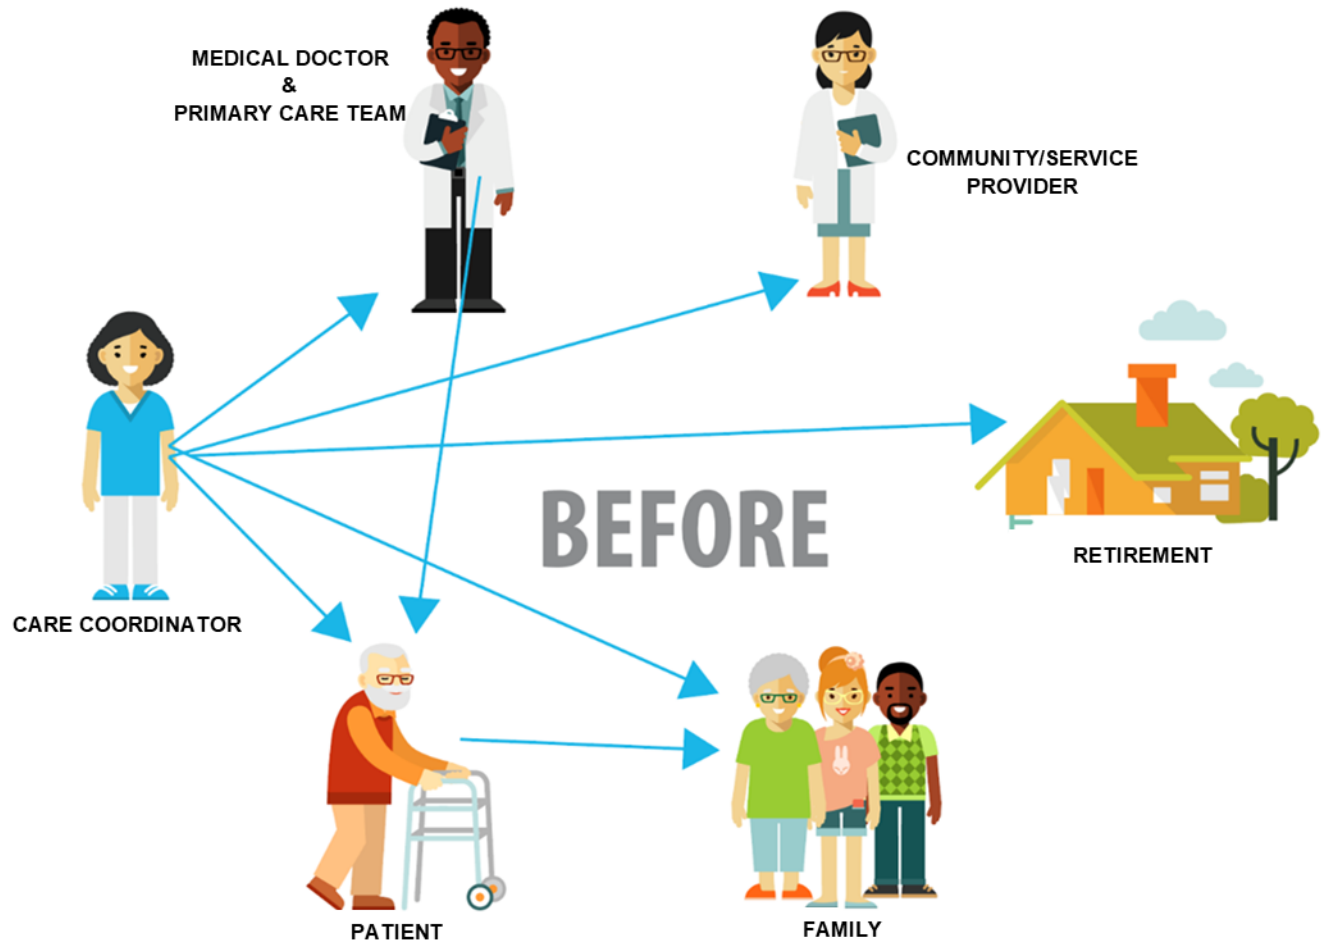 MEDICAL DOCTOR
&
PRIMARY CARE TEAM
COMMUNITY/SERVICE
PROVIDER
BEFORE
RETIREMENT
CARE COORDINATOR
PATIENT
FAMILY